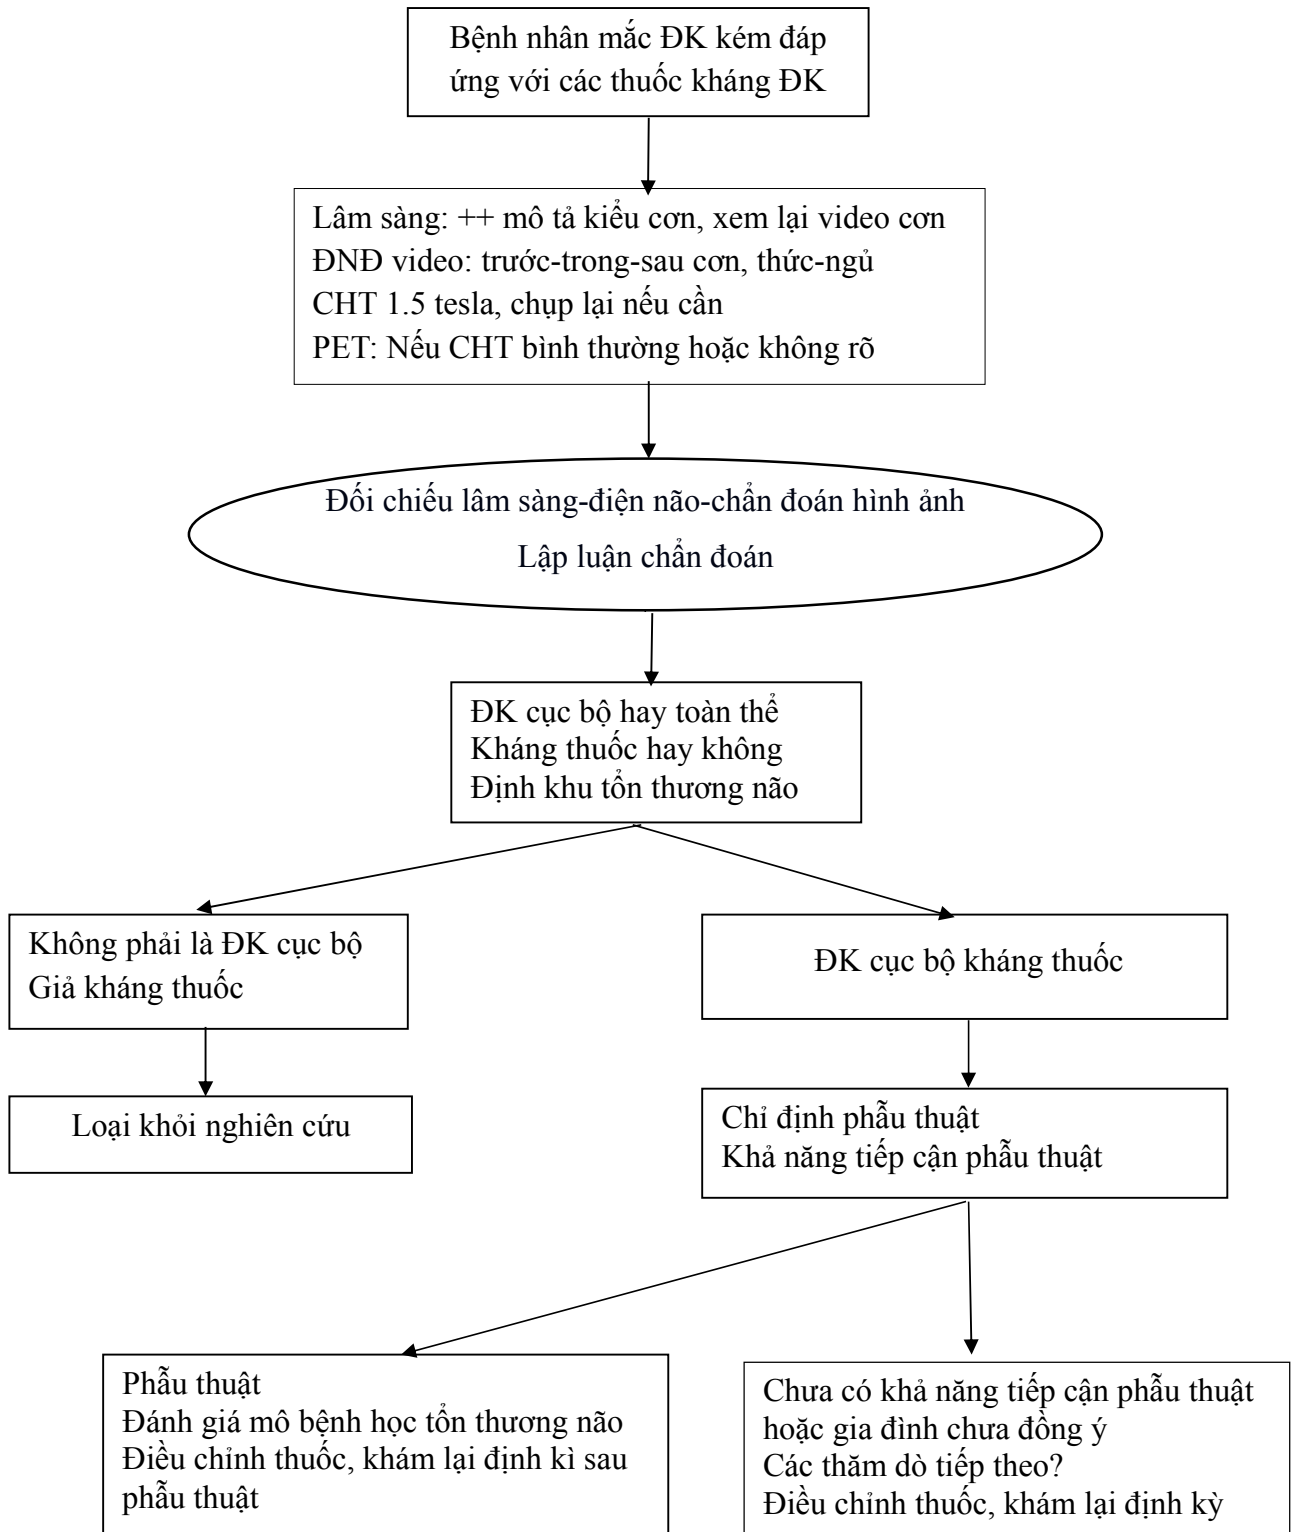 Bệnh nhân mắc ĐK kém đáp
ứng với các thuốc kháng ĐK
Lâm sàng: ++ mô tả kiểu cơn, xem lại video cơn
ĐNĐ video: trước-trong-sau cơn, thức-ngủ
CHT 1.5 tesla, chụp lại nếu cần
PET: Nếu CHT bình thường hoặc không rõ
Đối chiếu lâm sàng-điện não-chẩn đoán hình ảnh
Lập luận chẩn đoán
ĐK cục bộ hay toàn thể
Kháng thuốc hay không
Định khu tổn thương não
Không phải là ĐK cục bộ
Giả kháng thuốc
ĐK cục bộ kháng thuốc
Loại khỏi nghiên cứu
Chỉ định phẫu thuật
Khả năng tiếp cận phẫu thuật
Phẫu thuật
Đánh giá mô bệnh học tổn thương não
Điều chỉnh thuốc, khám lại định kì sau
phẫu thuật
Chưa có khả năng tiếp cận phẫu thuật
hoặc gia đình chưa đồng ý
Các thăm dò tiếp theo?
Điều chỉnh thuốc, khám lại định kỳ